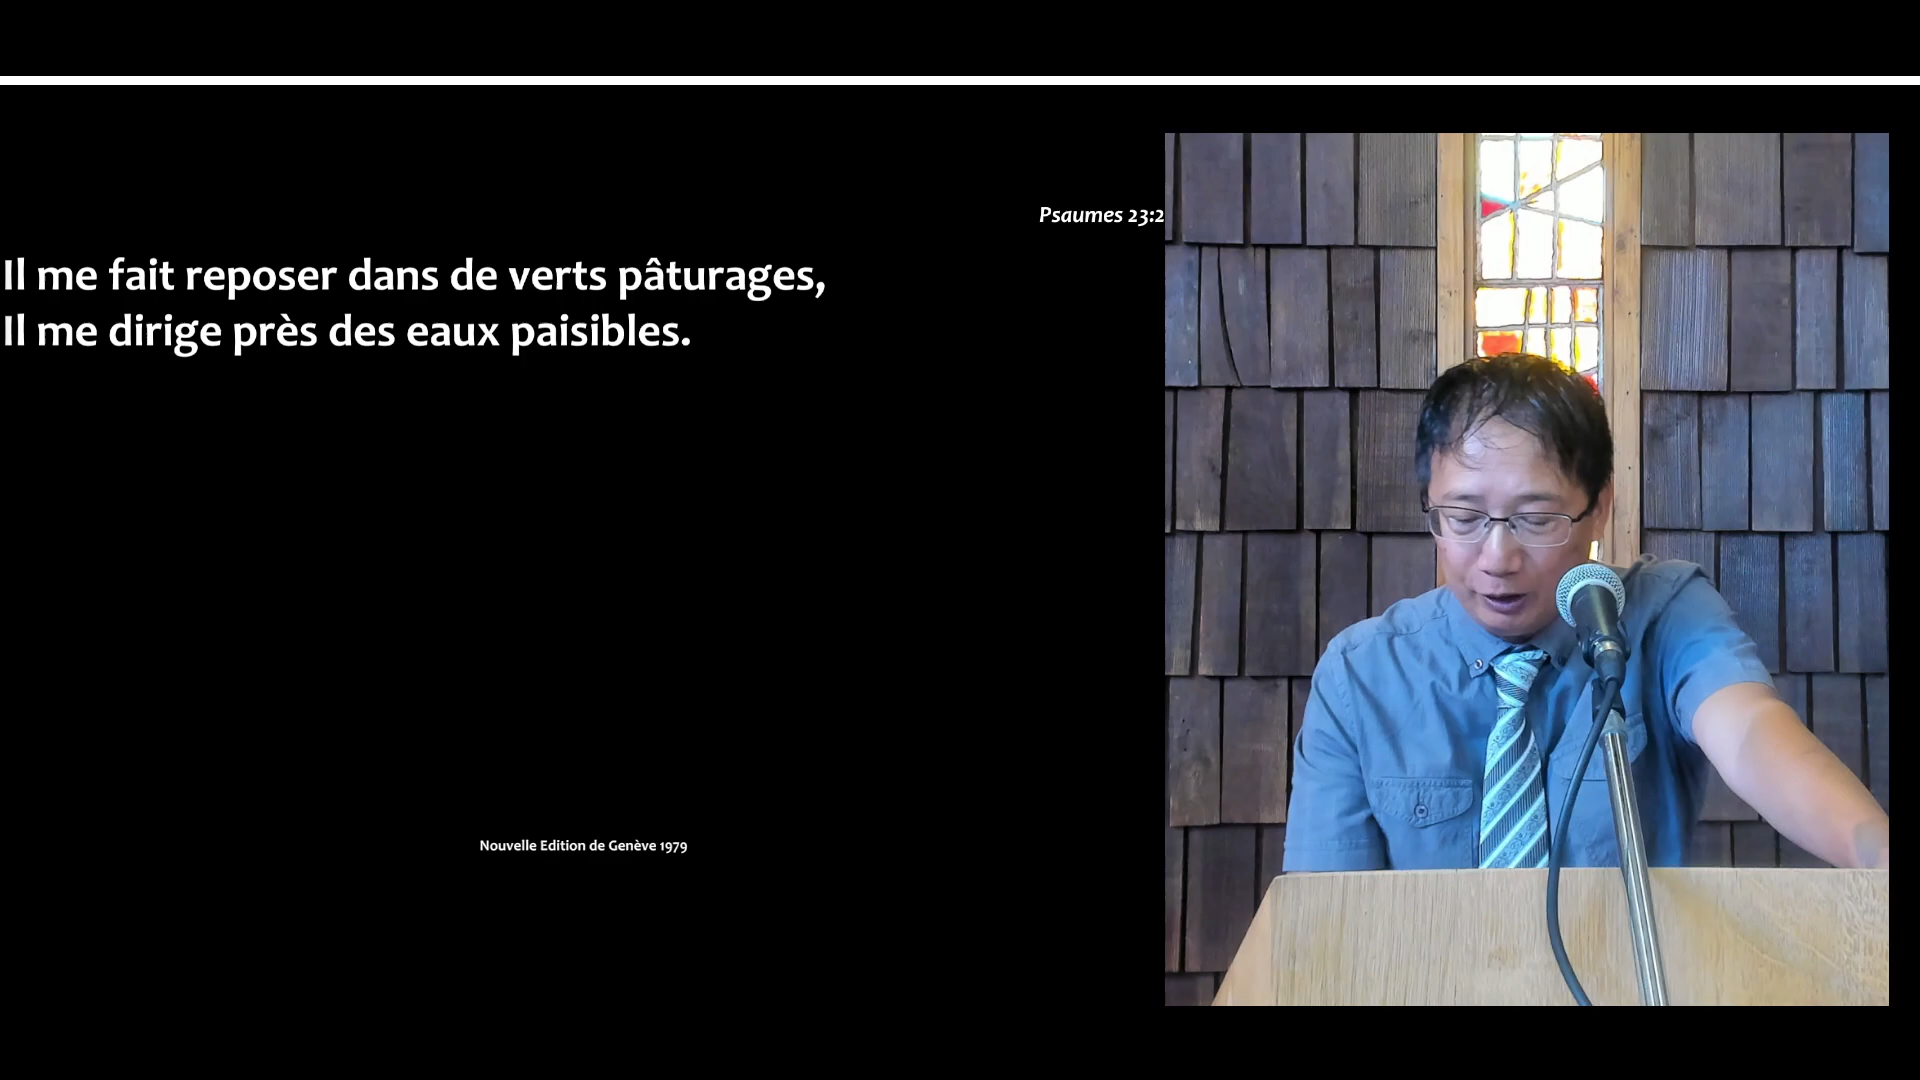 Psaumes 23:2
Il me fait reposer dans de verts pâturages,
Il me dirige près des eaux paisibles.
Nouvelle Edition de Genève 1979